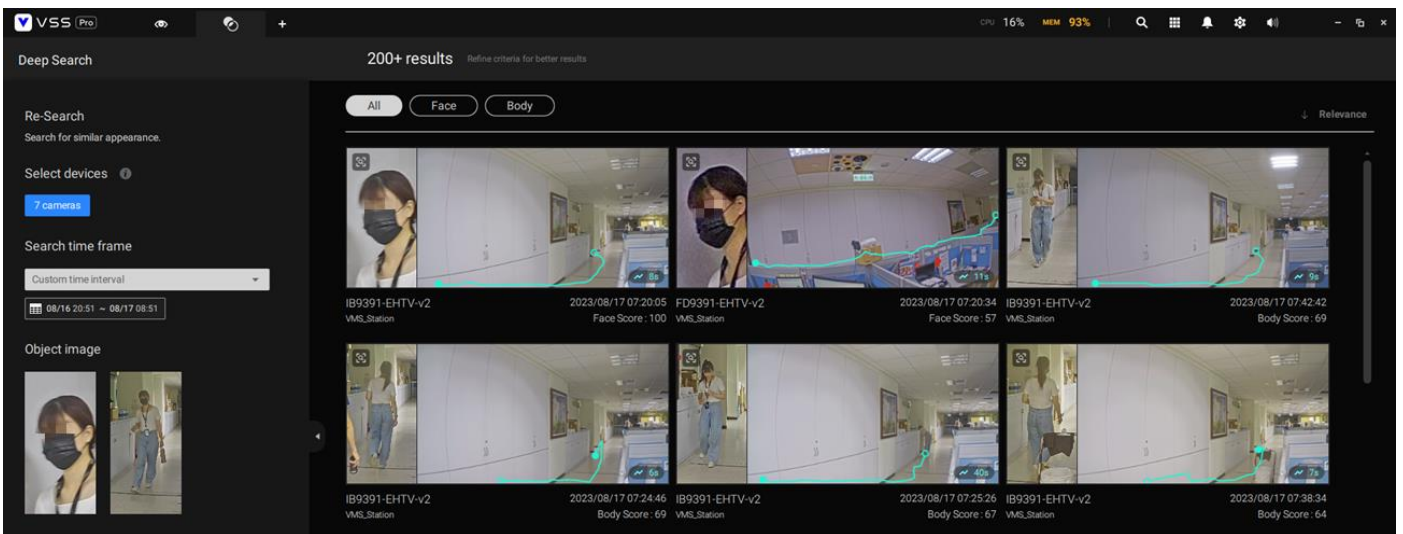 VSS Pro
+
CPU 16% MEM 93%
Deep Search
200+ results Refine criteria for better results
Re-Search
Search for similar appearance.
Select devices
7 cameras
Search time frame
Custom time interval
08/16 20:51 ~ 08/17 08:51
Object image
All Face Body
↓ Relevance
8s
IB9391-EHTV-v2 2023/08/17 07:20:05
VMS_Station Face Score : 100
11s
FD9391-EHTV-v2 2023/08/17 07:20:34
VMS_Station Face Score : 57
9s
IB9391-EHTV-v2 2023/08/17 07:42:42
VMS_Station Body Score : 69
6s
IB9391-EHTV-v2 2023/08/17 07:24:46
VMS_Station Body Score : 69
40s
IB9391-EHTV-v2 2023/08/17 07:25:26
VMS_Station Body Score : 67
7s
IB9391-EHTV-v2 2023/08/17 07:38:34
VMS_Station Body Score : 64